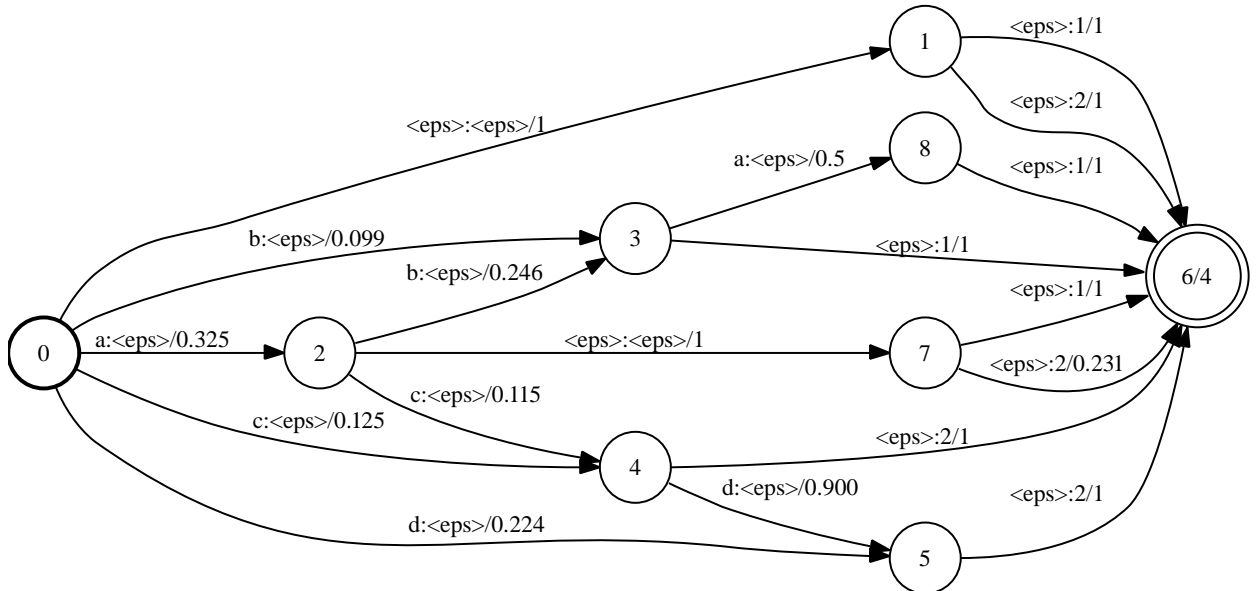 1
<eps>:1/1
<eps>:2/1
<eps>:<eps>/1
8
a:<eps>/0.5
<eps>:1/1
b:<eps>/0.099
3
<eps>:1/1
b:<eps>/0.246
6/4
<eps>:1/1
0
a:<eps>/0.325
2
<eps>:<eps>/1
7
<eps>:2/0.231
c:<eps>/0.115
c:<eps>/0.125
4
<eps>:2/1
d:<eps>/0.900
<eps>:2/1
d:<eps>/0.224
5